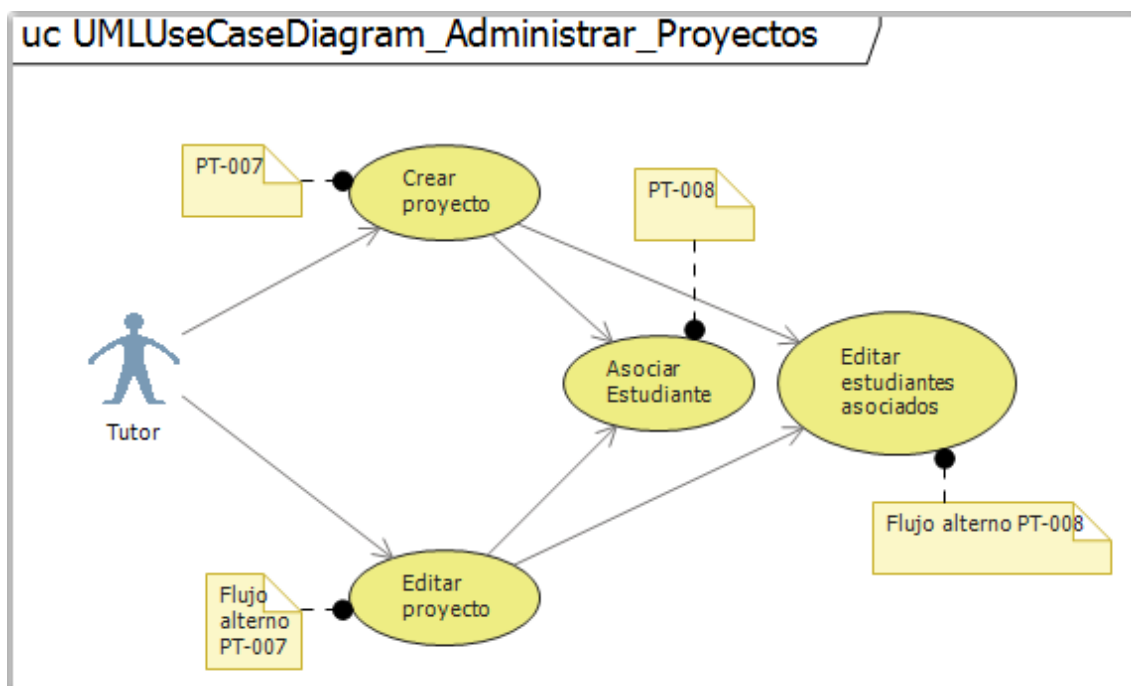 uc UMLUseCaseDiagram_Administrar_Proyectos
PT-007
Crear
proyecto
PT-008
Asociar
Estudiante
Editar
estudiantes
asociados
Tutor
Flujo alterno PT-008
Flujo
alterno
PT-007
Editar
proyecto